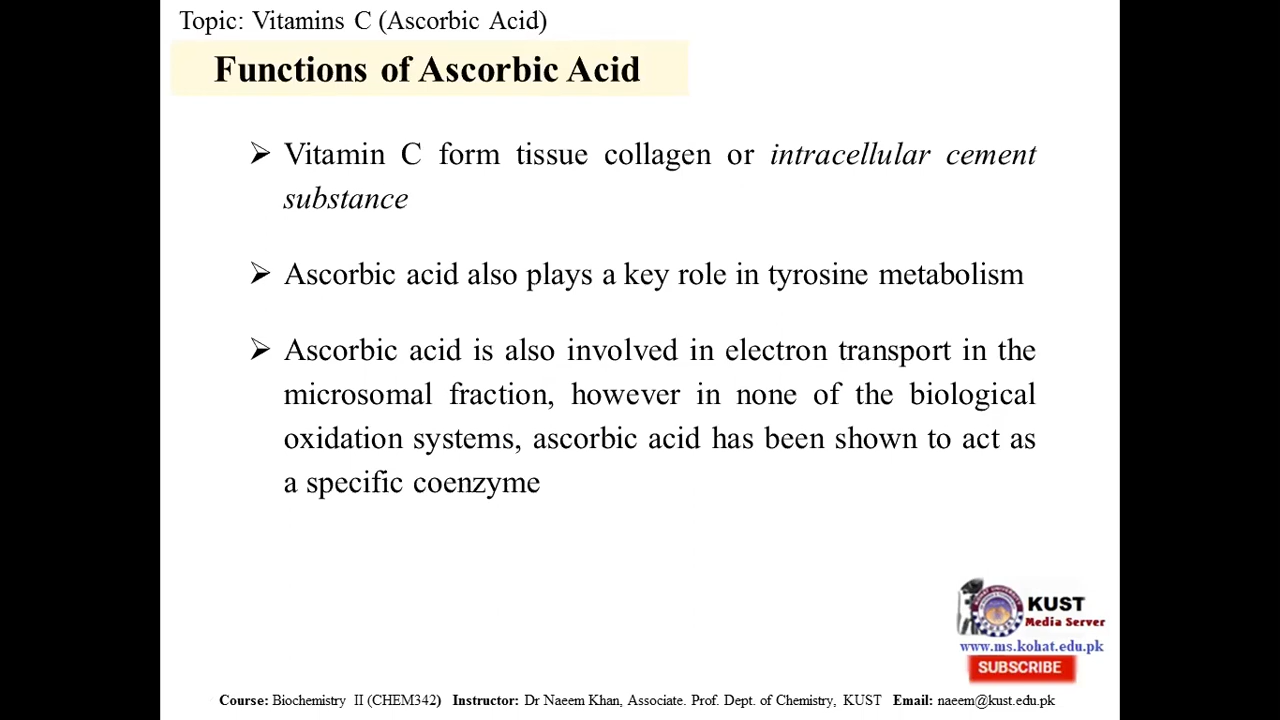 Topic: Vitamins C (Ascorbic Acid)
Functions of Ascorbic Acid
➢ Vitamin C form tissue collagen or intracellular cement
substance
➢ Ascorbic acid also plays a key role in tyrosine metabolism
➢ Ascorbic acid is also involved in electron transport in the
microsomal fraction, however in none of the biological
oxidation systems, ascorbic acid has been shown to act as
a specific coenzyme
KUST
Media Server
www.ms.kohat.edu.pk
SUBSCRIBE
Course: Biochemistry II (CHEM342) Instructor: Dr Naeem Khan, Associate. Prof. Dept. of Chemistry, KUST Email: naeem@kust.edu.pk